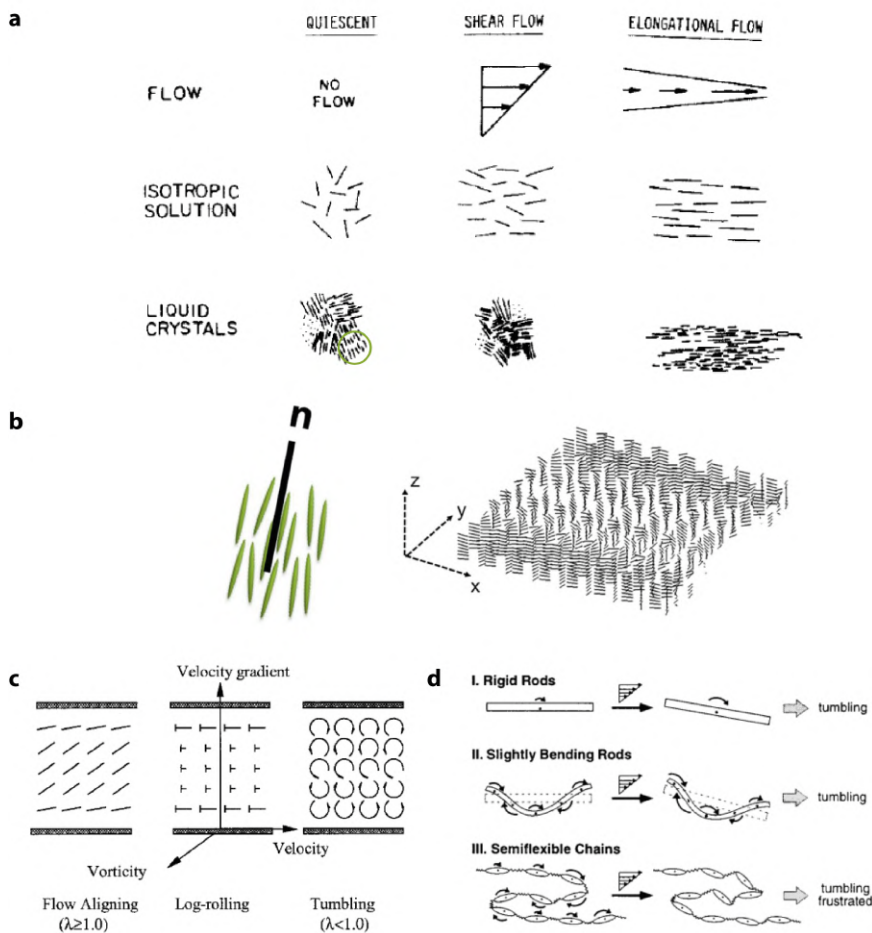 a
QUIESCENT SHEAR FLOW ELONGATIONAL FLOW
FLOW
NO
FLOW
ISOTROPIC
SOLUTION
LIQUID
CRYSTALS
b
n
z
y
x
c
Velocity gradient
Velocity
Vorticity
Flow Aligning
(λ≥1.0)
Log-rolling
Tumbling
(λ<1.0)
d
I. Rigid Rods
tumbling
II. Slightly Bending Rods
tumbling
III. Semiflexible Chains
tumbling
frustrated